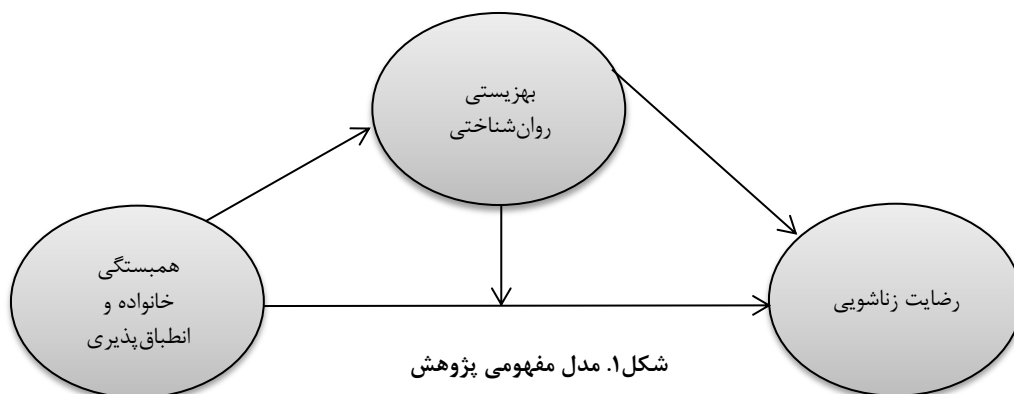 بهزیستی
روان‌شناختی
همبستگی
خانواده و
انطباق‌پذیری
رضایت زناشویی
شکل۱. مدل مفهومی پژوهش